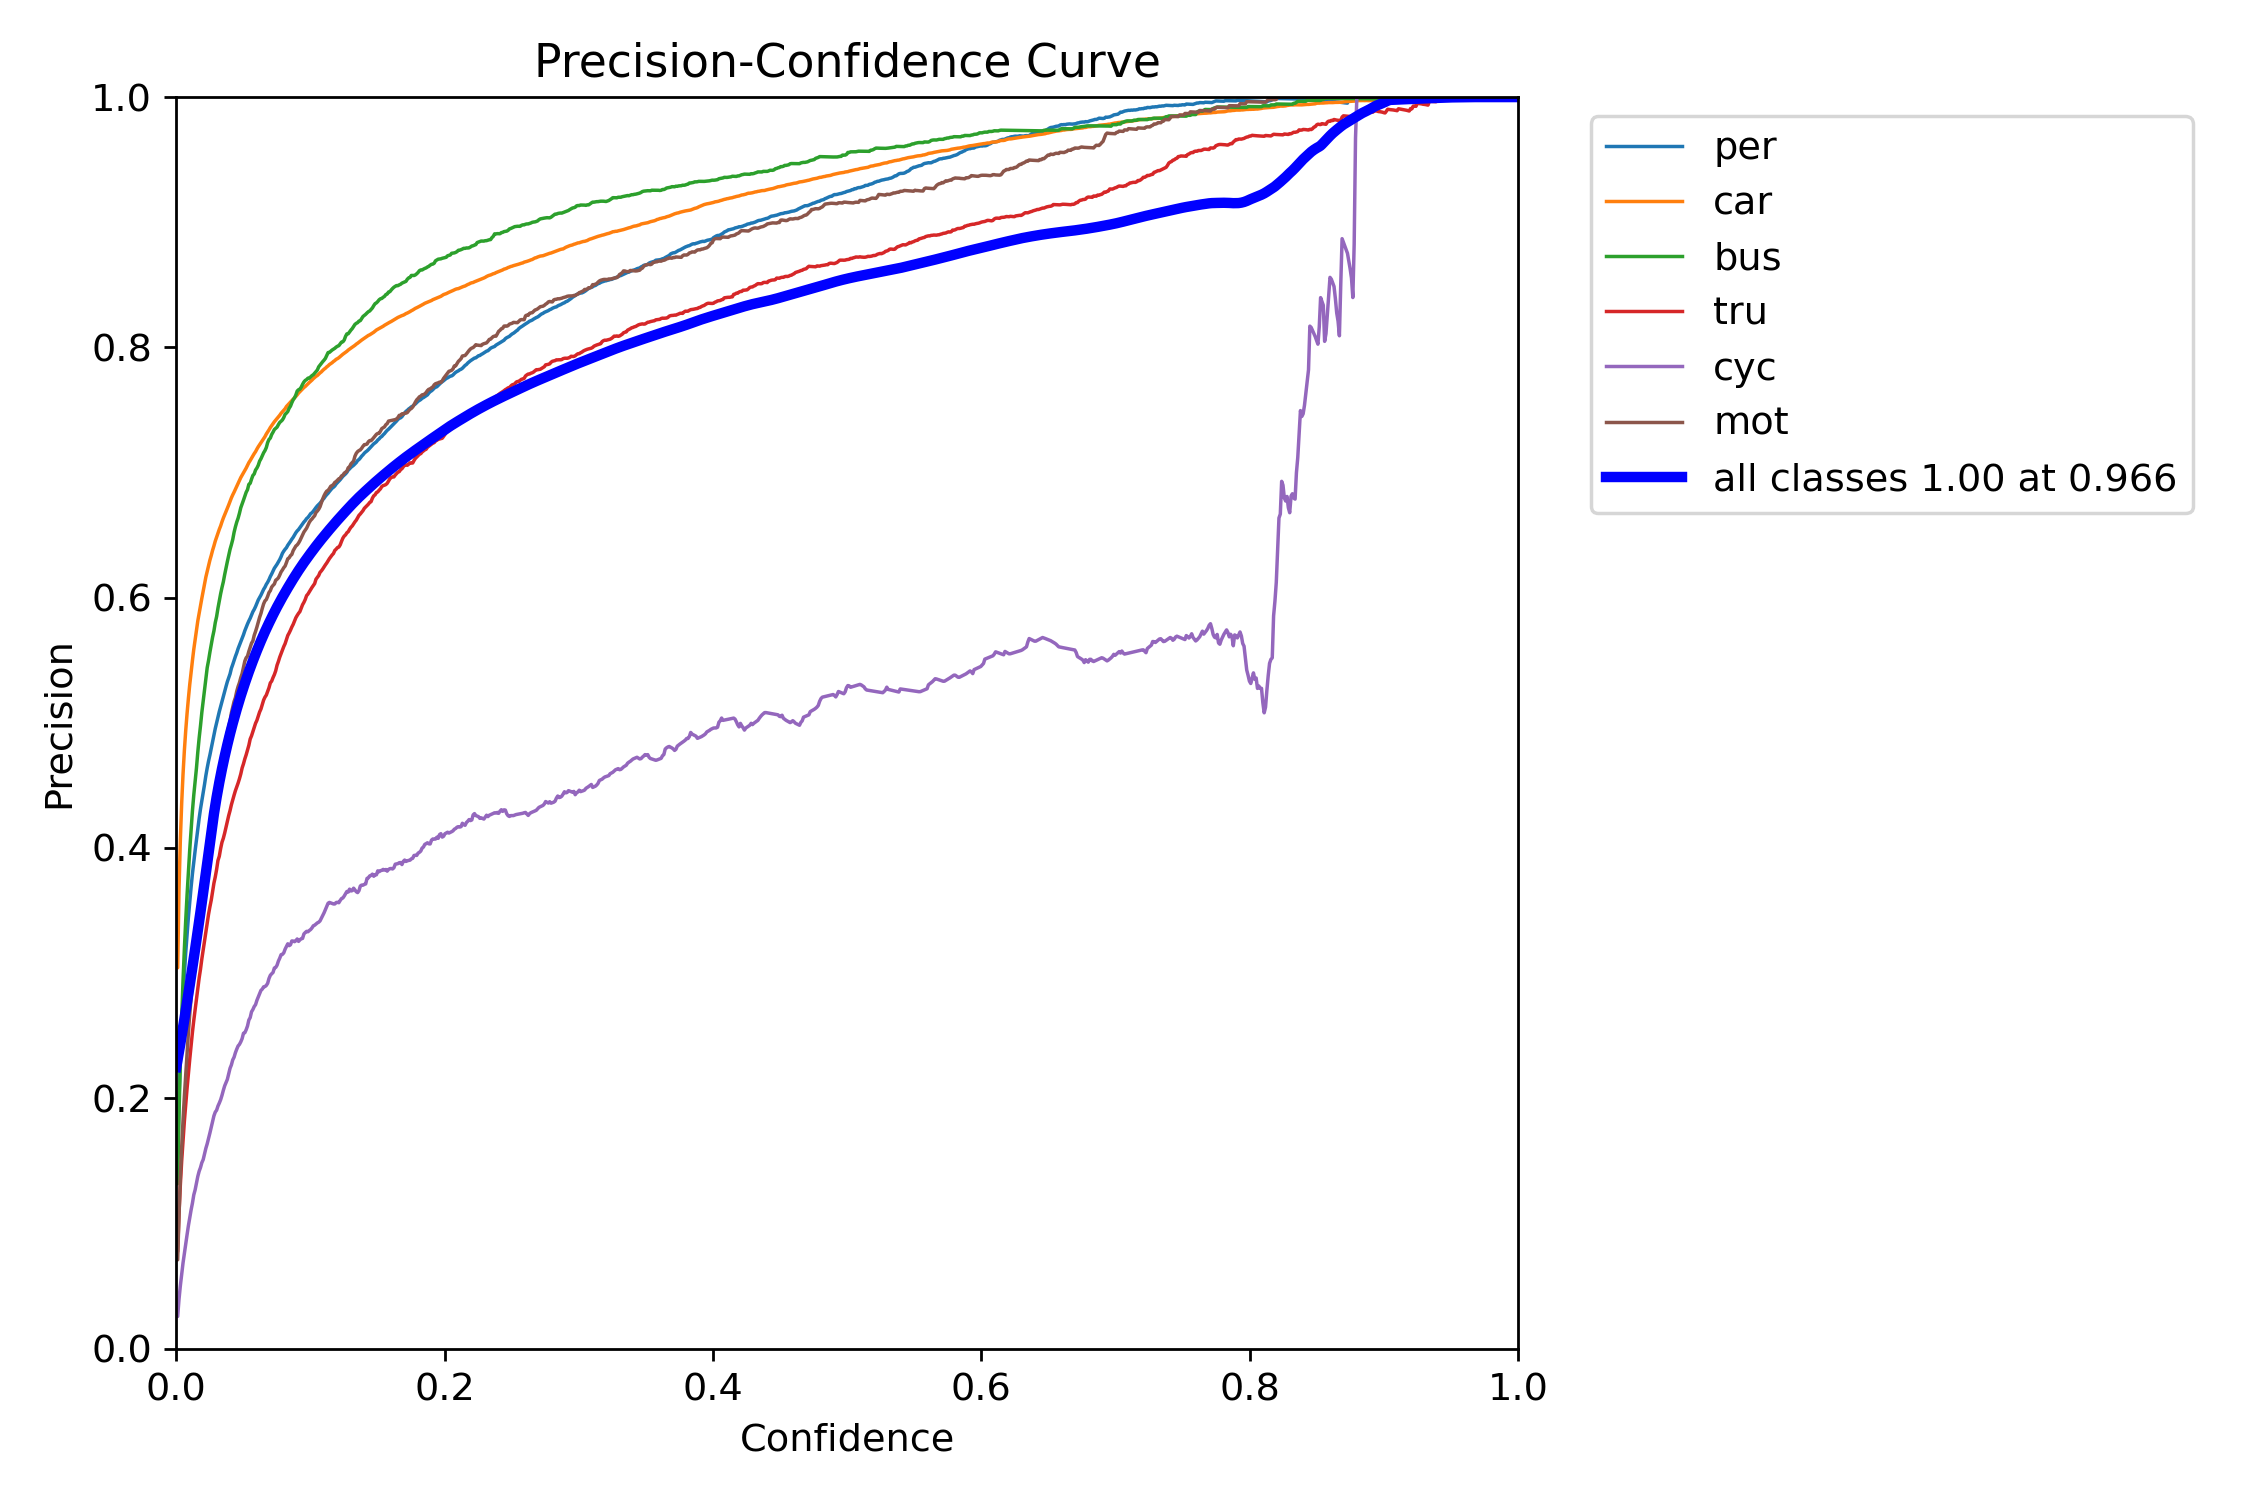 Precision-Confidence Curve
1.0
0.8
0.6
0.4
0.2
0.0
Precision
0.0 0.2 0.4 0.6 0.8 1.0
Confidence
per
car
bus
tru
cyc
mot
all classes 1.00 at 0.966